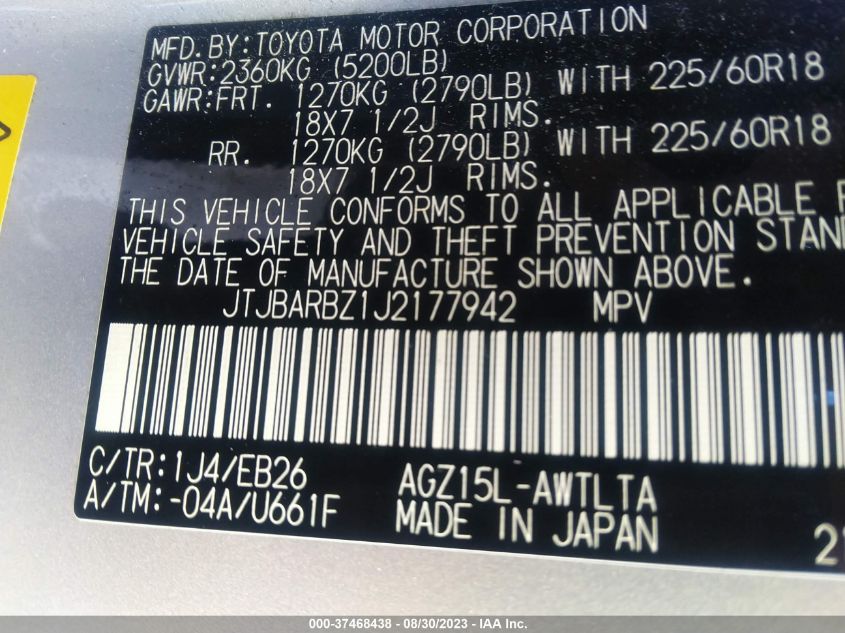 MFD. BY: TOYOTA MOTOR CORPORATION
GVWR: 2360KG (5200LB)
GAWR: FRT. 1270KG (2790LB) WITH 225/60R18
18X7 1/2J RIMS.
RR. 1270KG (2790LB) WITH 225/60R18
18X7 1/2J RIMS.
THIS VEHICLE CONFORMS TO ALL APPLICABLE
VEHICLE SAFETY AND THEFT PREVENTION
THE DATE OF MANUFACTURE SHOWN ABOVE.
JTJBARBZ1J2177942 MPV
C/TR: 1J4/EB26 AGZ15L-AWTLTA
A/TM: -04A/U661F MADE IN JAPAN
000-37468438 - 08/30/2023 - IAA Inc.